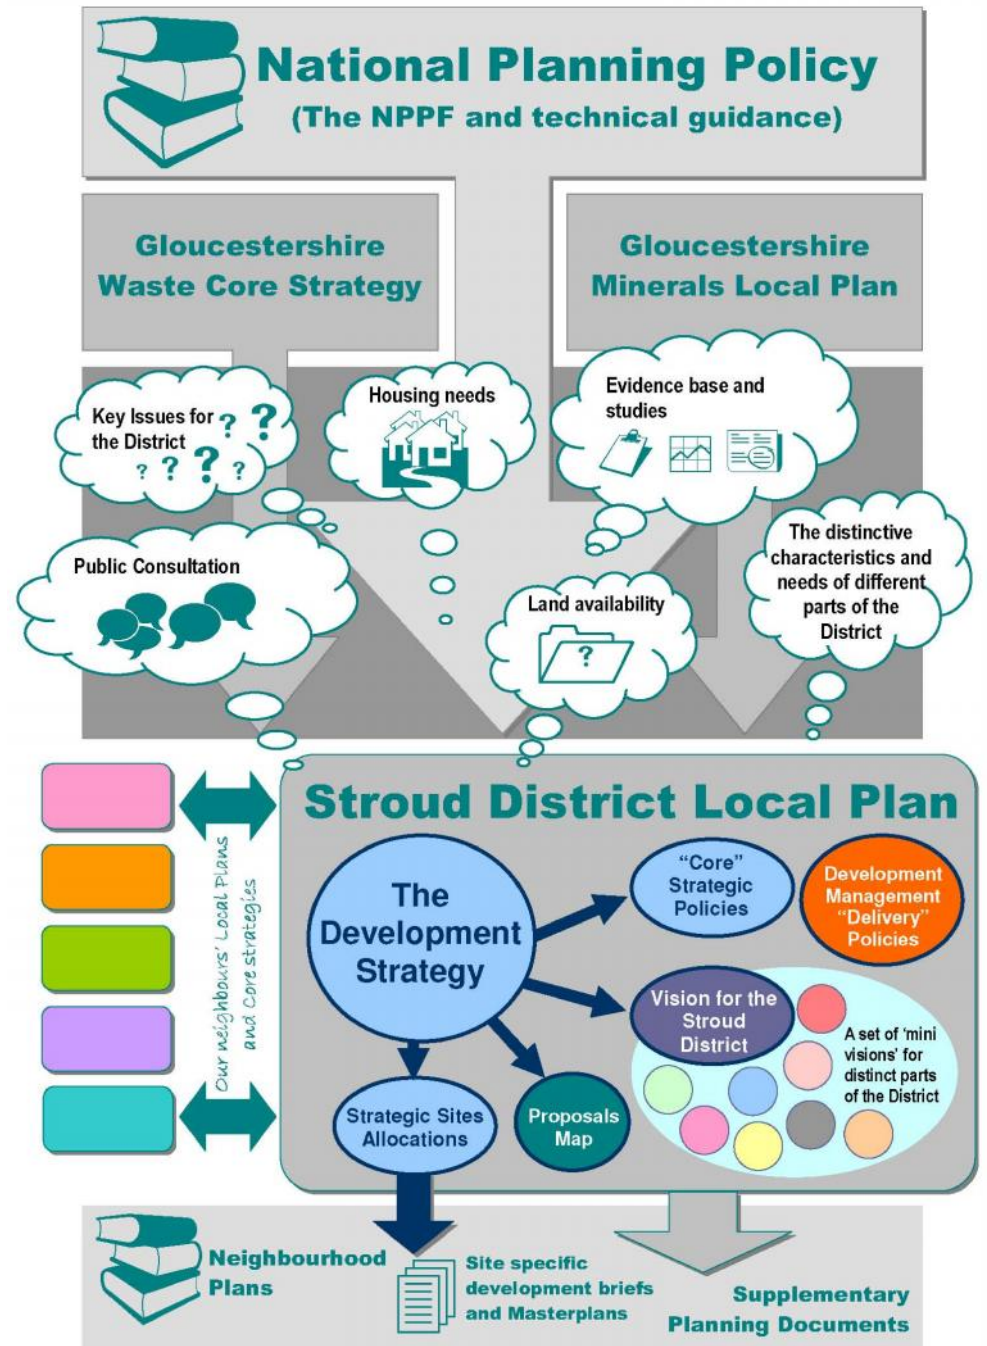 National Planning Policy
(The NPPF and technical guidance)
Gloucestershire
Waste Core Strategy
Gloucestershire
Minerals Local Plan
Key Issues for
the District
? ?
? ? ? ?
Housing needs
Evidence base and
studies
Public Consultation
Land availability
?
The distinctive
characteristics and
needs of different
parts of the
District
Our neighbours' Local Plans
and Core strategies
Stroud District Local Plan
The
Development
Strategy
“Core”
Strategic
Policies
Development
Management
“Delivery”
Policies
Vision for the
Stroud
District
A set of ‘mini
visions’ for
distinct parts
of the District
Strategic Sites
Allocations
Proposals
Map
Neighbourhood
Plans
Site specific
development briefs
and Masterplans
Supplementary
Planning Documents